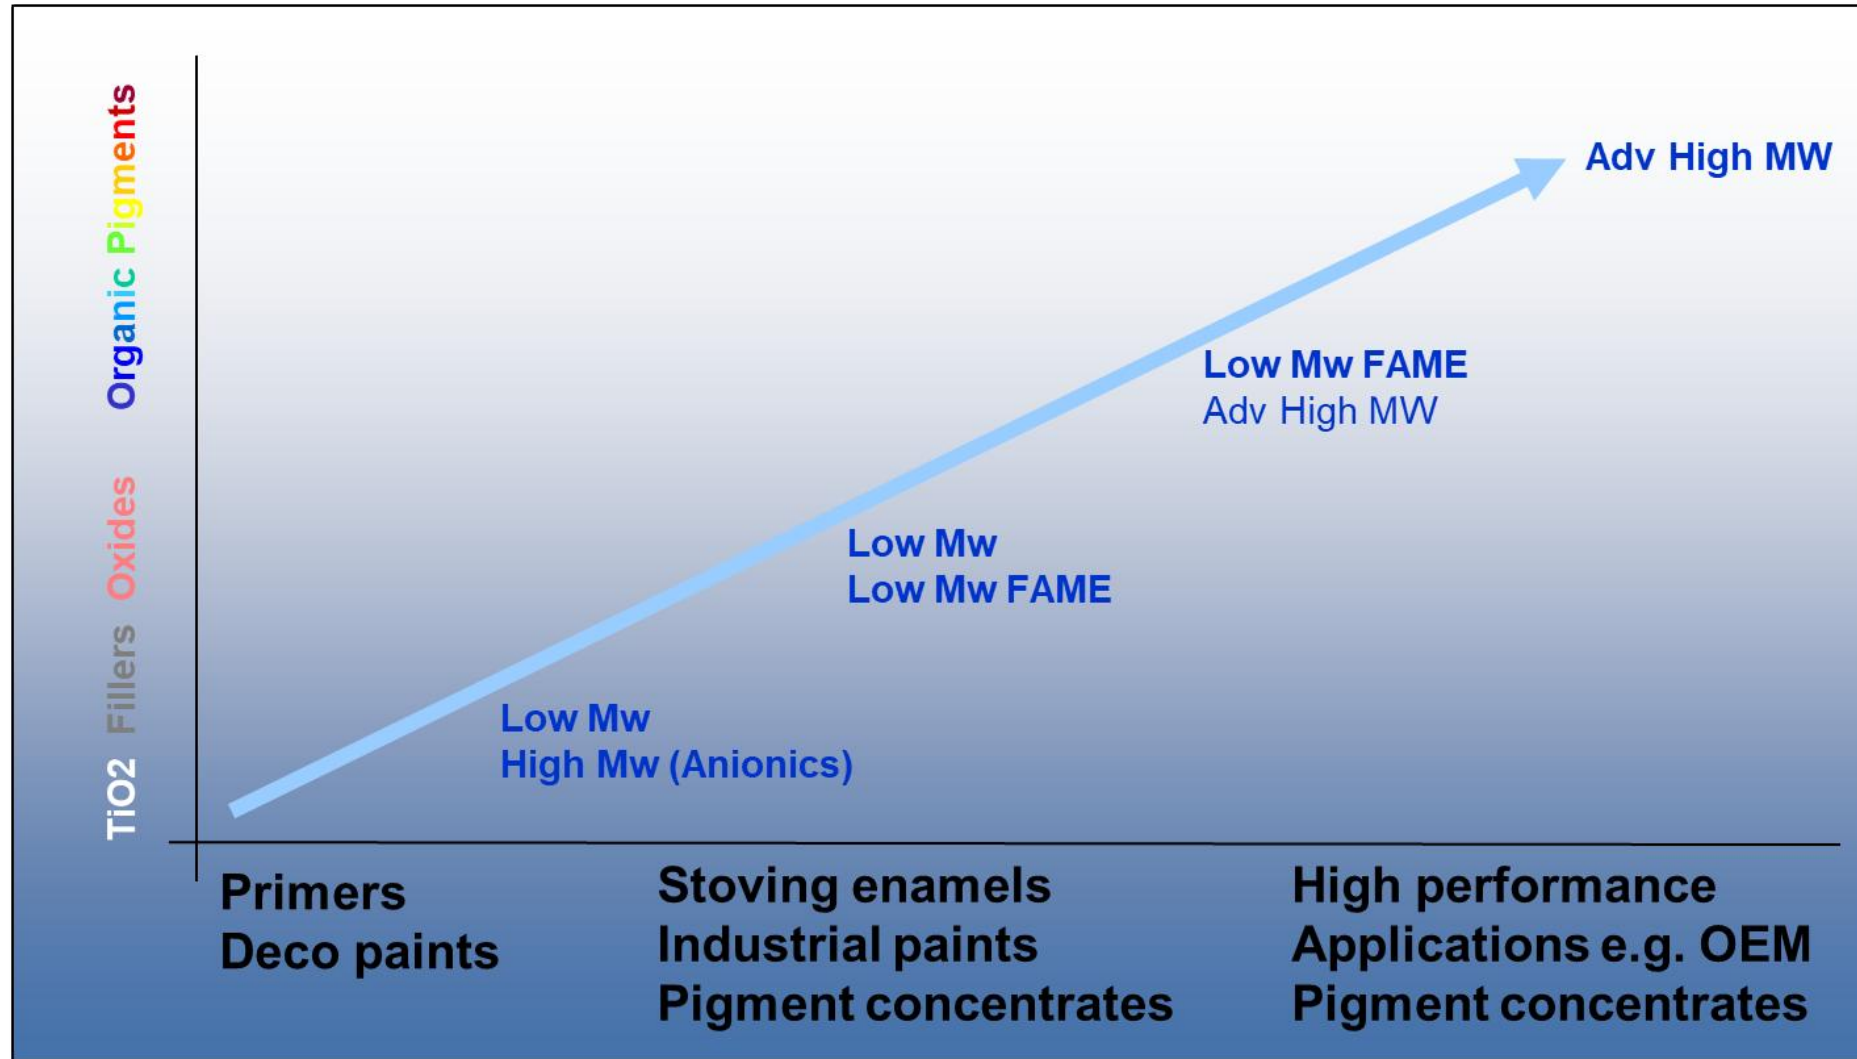 Organic Pigments
Oxides
Fillers
TiO2
Adv High MW
Low Mw FAME
Adv High MW
Low Mw
Low Mw FAME
Low Mw
High Mw (Anionics)
Primers
Deco paints
Stoving enamels
Industrial paints
Pigment concentrates
High performance
Applications e.g. OEM
Pigment concentrates